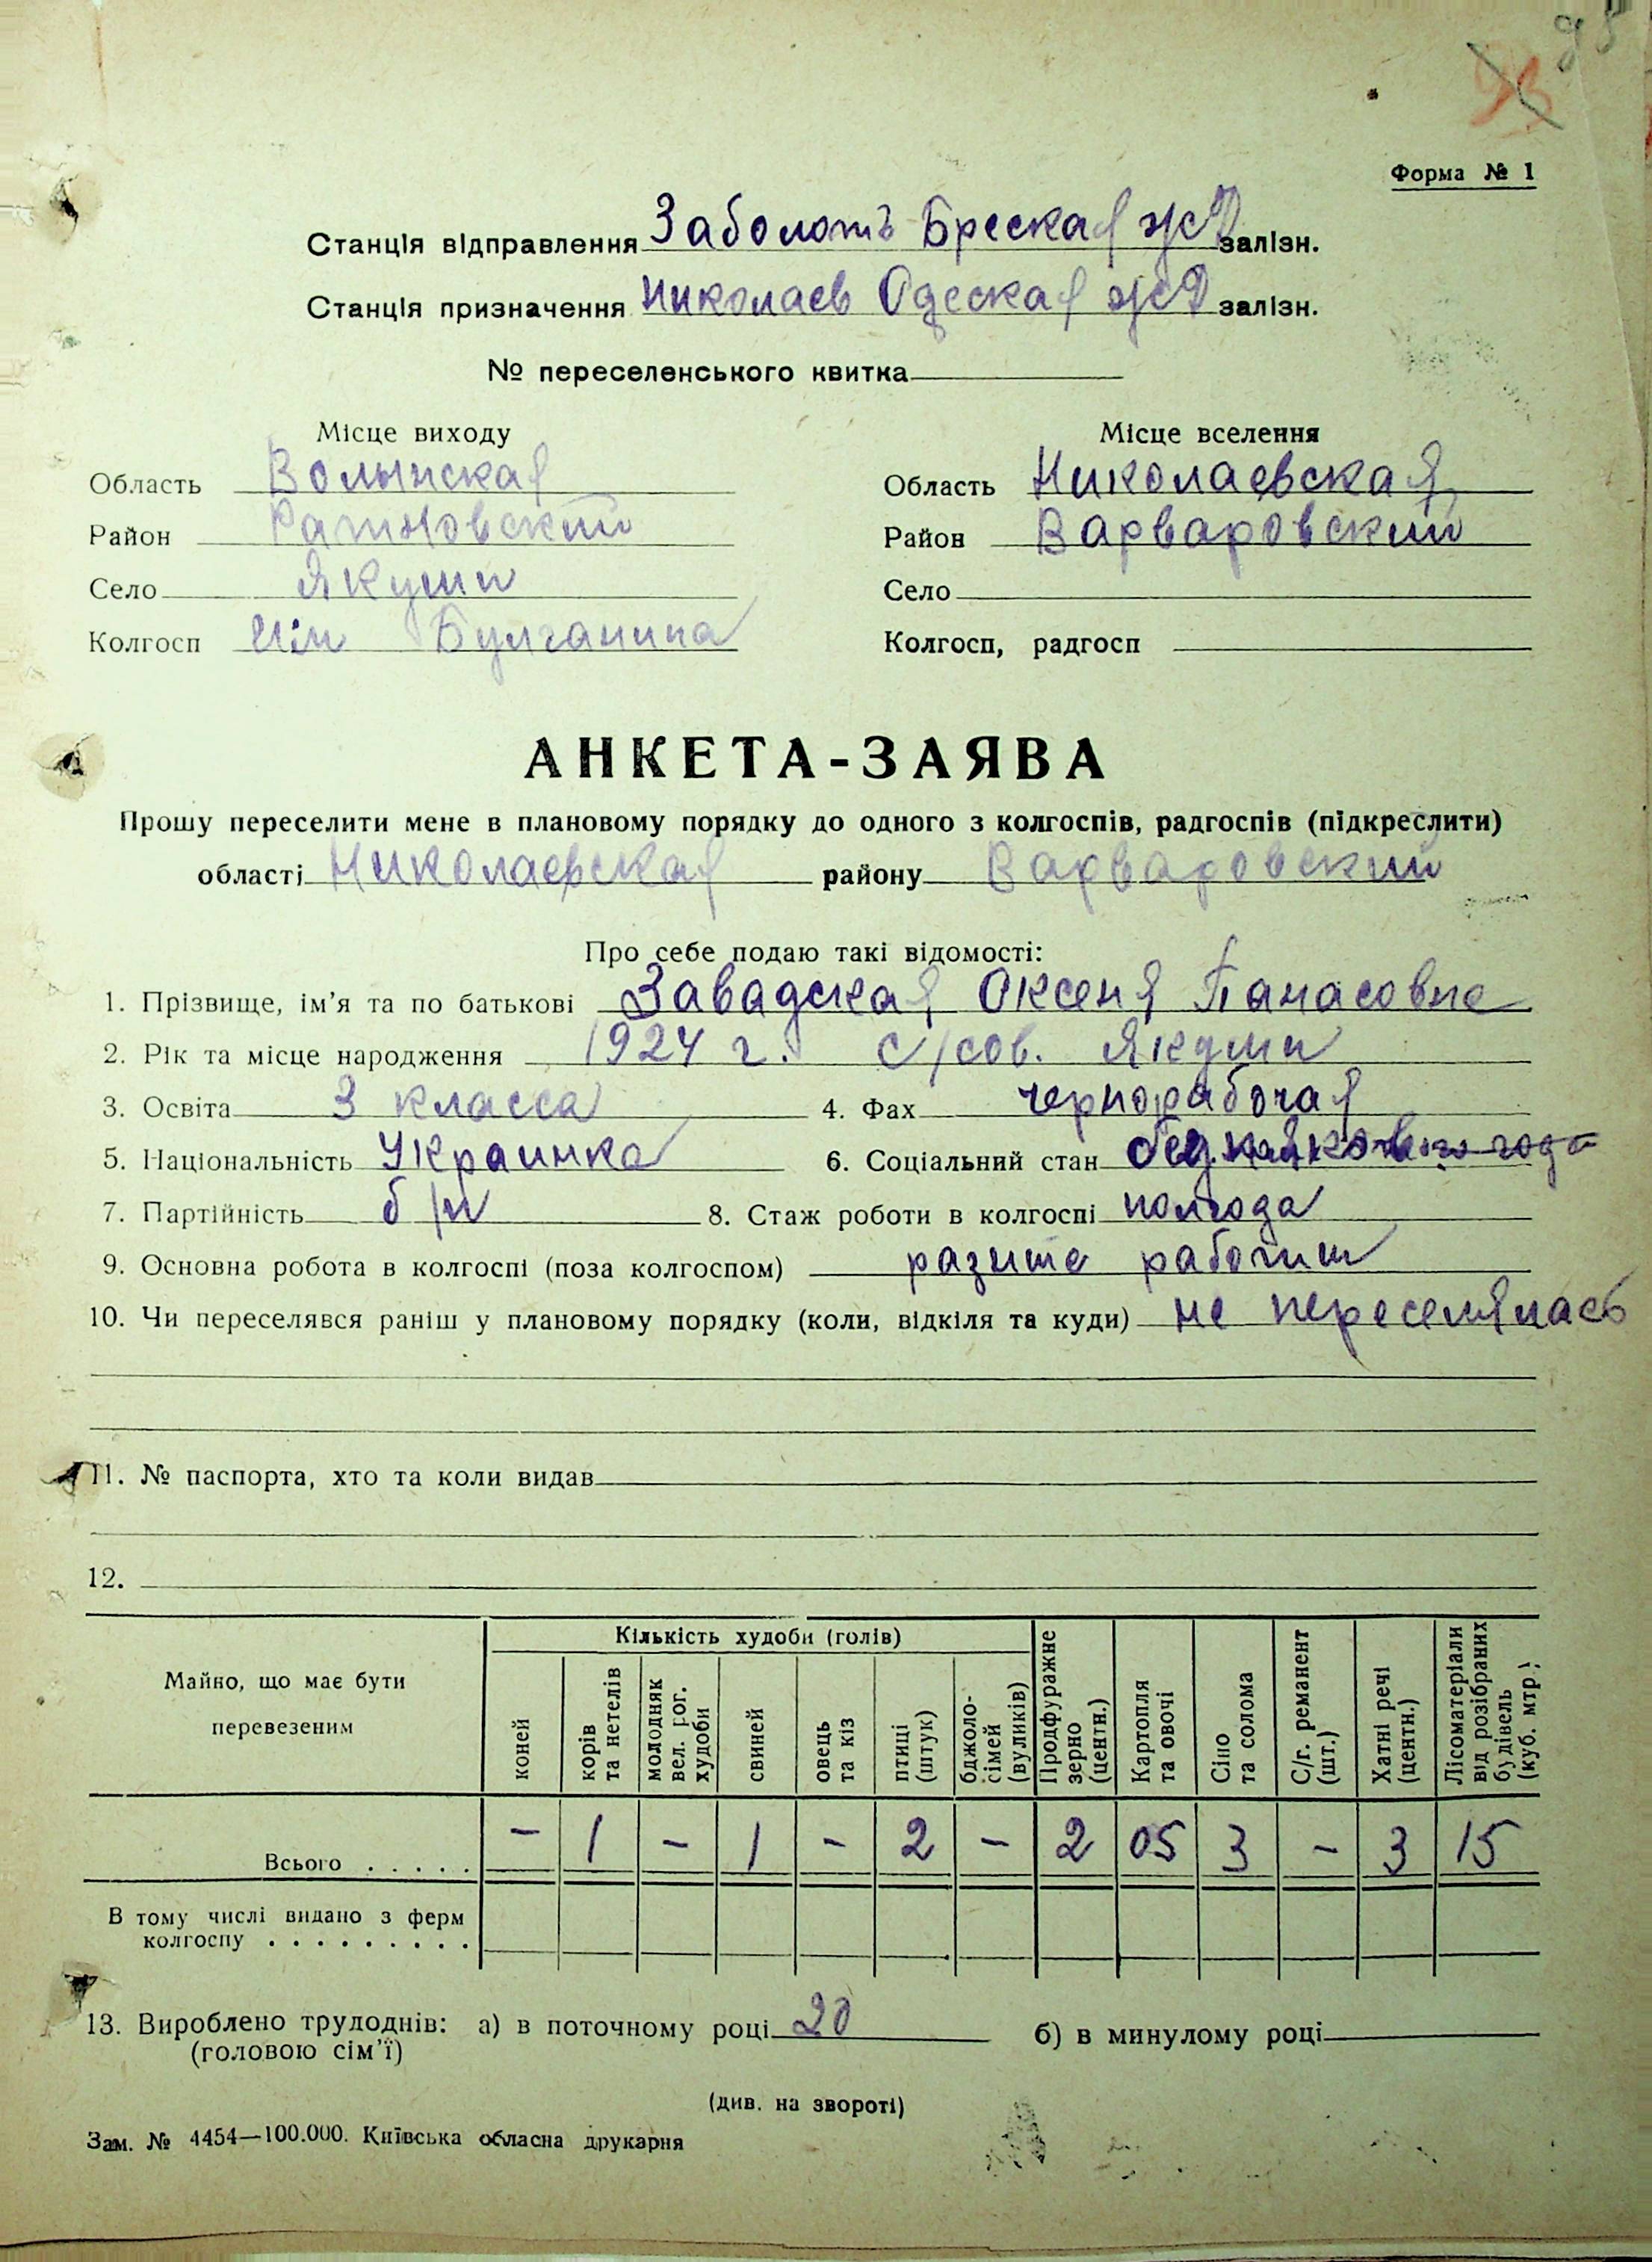 95
93
Форма № 1
Станція відправлення Заболоть Бреская ж Д залізн.
Станція призначення Николаев Одеская ж Д залізн.
№ переселенського квитка
Місце виходу
Місце вселення
Область Волынская
Область Николаевская
Район Ратновский
Район Варваровский
Село Якуши
Село
Колгосп Им Булганина
Колгосп, радгосп
АНКЕТА-ЗАЯВА
Прошу переселити мене в плановому порядку до одного з колгоспів, радгоспів (підкреслити)
області Николаевская району Варваровский
Про себе подаю такі відомості:
1. Прізвище, ім'я та по батькові Завадская Оксеня Панасовне
2. Рік та місце народження 1924 г. с/сов. Якуши
3. Освіта 3 класса 4. Фах чернорабочая
5. Національність Украинка 6. Соціальний стан
7. Партійність б/п 8. Стаж роботи в колгоспі полгода
9. Основна робота в колгоспі (поза колгоспом) разные
10. Чи переселявся раніш у плановому порядку (коли, відкіля та куди) не переселялась
11. № паспорта, хто та коли видав
12.
Майно, що має бути перевезеним
Кількість худоби (голів)
коней
корів та нетелів
молодняк вел. рог. худоби
свиней
овець та кіз
птиці (штук)
бджоло-сімей (вуликів)
Продфуражне зерно (центн.)
Картопля та овочі
Сіно та солома
С/г. реманент (шт.)
Хатні речі (центн.)
Лісоматеріали від розібраних будівель (куб. мтр.)
Всього . . . . . - 1 - 1 - 2 - 2 05 3 - 3 15
В тому числі видано з ферм
колгоспу . . . . . . . . .
13. Вироблено трудоднів: а) в поточному році 20 б) в минулому році
(головою сім'ї)
(див. на звороті)
Зам. № 4454—100.000. Київська обласна друкарня